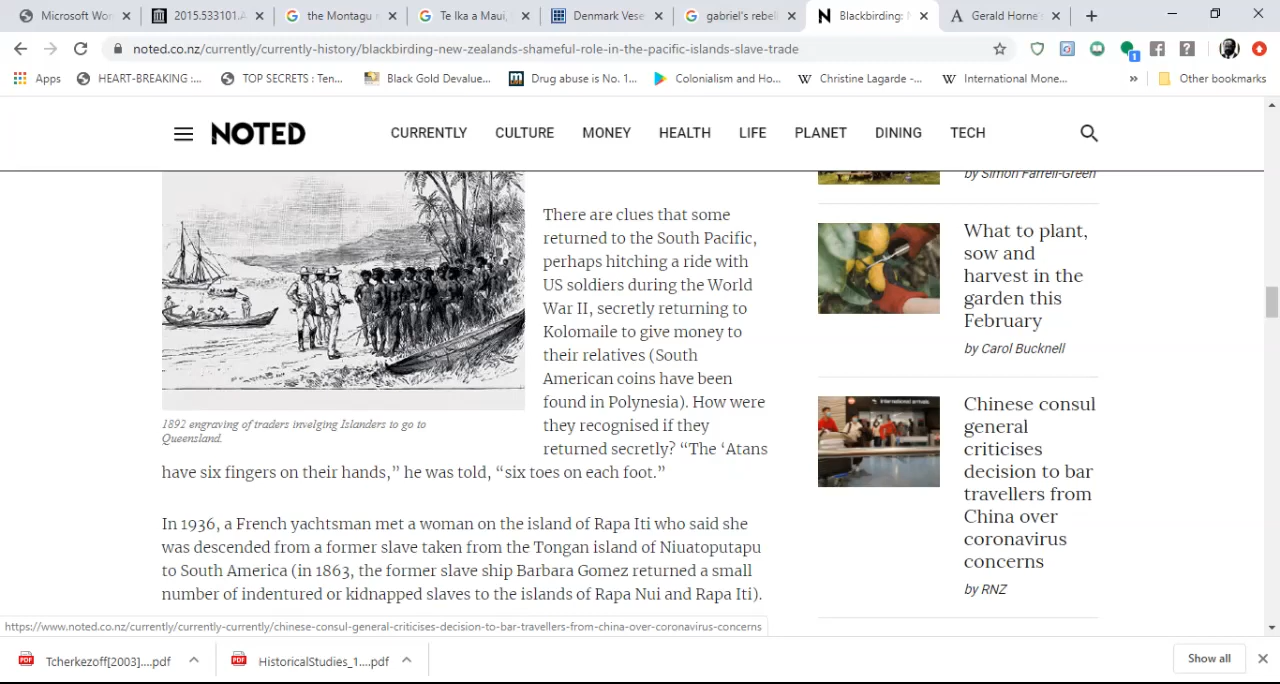 Microsoft Wor
2015.533101.
the Montagu
Te Ika a Maui,
Denmark Vese
gabriel's rebel
Blackbirding:
Gerald Horne's
noted.co.nz/currently/currently-history/blackbirding-new-zealands-shameful-role-in-the-pacific-islands-slave-trade
Apps
HEART-BREAKING :...
TOP SECRETS : Ten...
Black Gold Devalue...
Drug abuse is No. 1...
Colonialism and Ho...
Christine Lagarde -...
International Mone...
»
Other bookmarks
NOTED
CURRENTLY CULTURE MONEY HEALTH LIFE PLANET DINING TECH
There are clues that some
returned to the South Pacific,
perhaps hitching a ride with
US soldiers during the World
War II, secretly returning to
Kolomaile to give money to
their relatives (South
American coins have been
found in Polynesia). How were
they recognised if they
returned secretly? “The ‘Atans
have six fingers on their hands,” he was told, “six toes on each foot.”
1892 engraving of traders inveigling Islanders to go to
Queensland.
In 1936, a French yachtsman met a woman on the island of Rapa Iti who said she
was descended from a former slave taken from the Tongan island of Niuatoputapu
to South America (in 1863, the former slave ship Barbara Gomez returned a small
number of indentured or kidnapped slaves to the islands of Rapa Nui and Rapa Iti).
by Simon Farrell-Green
What to plant,
sow and
harvest in the
garden this
February
by Carol Bucknell
Chinese consul
general
criticises
decision to bar
travellers from
China over
coronavirus
concerns
by RNZ
https://www.noted.co.nz/currently/currently-currently/chinese-consul-general-criticises-decision-to-bar-travellers-from-china-over-coronavirus-concerns
Tcherkezoff[2003]....pdf
HistoricalStudies_1....pdf
Show all